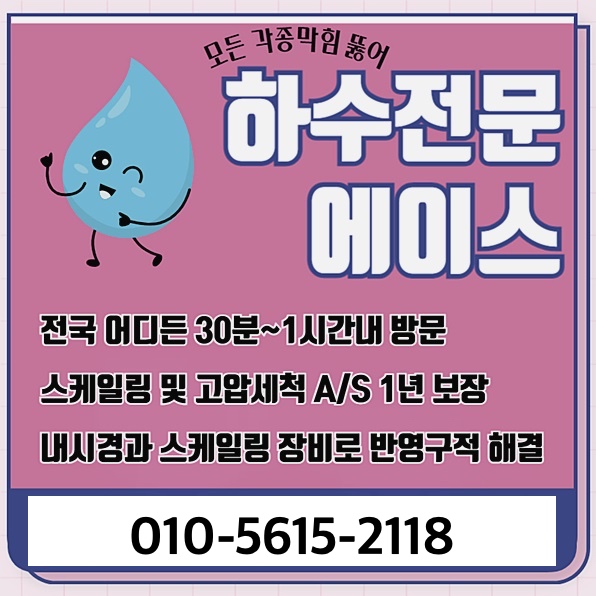 모든 각종막힘 뚫어
하수전문
에이스
전국 어디든 30분~1시간내 방문
스케일링 및 고압세척 A/S 1년 보장
내시경과 스케일링 장비로 반영구적 해결
010-5615-2118